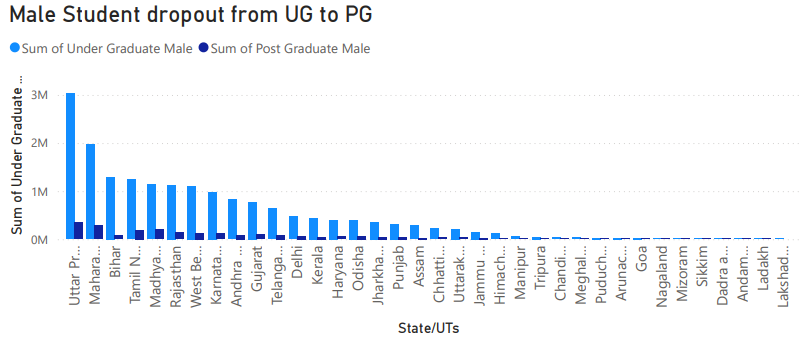 Male Student dropout from UG to PG
Sum of Under Graduate Male Sum of Post Graduate Male
Sum of Under Graduate ...
3M
2M
1M
0M
Uttar Pr...
Mahara...
Bihar
Tamil N...
Madhya...
Rajasthan
West Be...
Karnata...
Andhra ...
Gujarat
Telanga...
Delhi
Kerala
Haryana
Odisha
Jharkha...
Punjab
Assam
Chhatti...
Uttarak...
Jammu ...
Himach...
Manipur
Tripura
Chandi...
Meghal...
Puduch...
Arunac...
Goa
Nagaland
Mizoram
Sikkim
Dadra a...
Andam...
Ladakh
Lakshad...
State/UTs